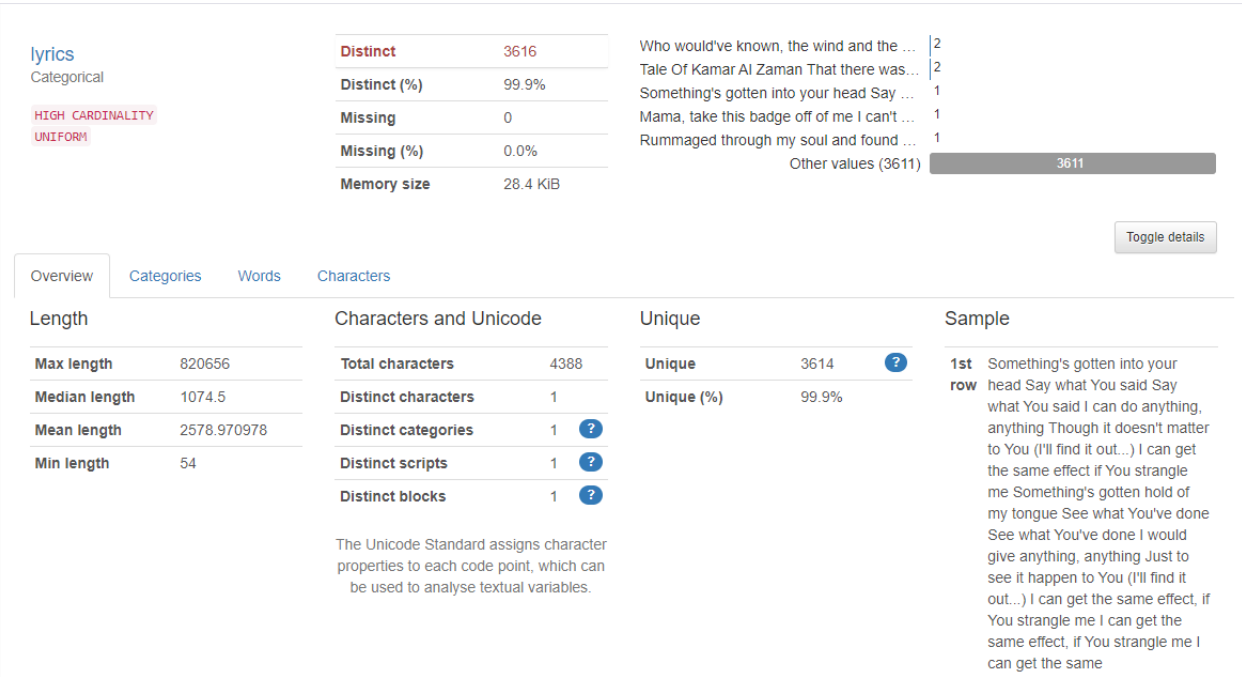 lyrics
Categorical
HIGH CARDINALITY
UNIFORM
Distinct 3616
Distinct (%) 99.9%
Missing 0
Missing (%) 0.0%
Memory size 28.4 KiB
Who would've known, the wind and the … 2
Tale Of Kamar Al Zaman That there was… 2
Something's gotten into your head Say … 1
Mama, take this badge off of me I can't … 1
Rummaged through my soul and found … 1
Other values (3611) 3611
Toggle details
Overview Categories Words Characters
Length
Max length 820656
Median length 1074.5
Mean length 2578.970978
Min length 54
Characters and Unicode
Total characters 4388
Distinct characters 1
Distinct categories 1 ?
Distinct scripts 1 ?
Distinct blocks 1 ?
The Unicode Standard assigns character
properties to each code point, which can
be used to analyse textual variables.
Unique
Unique 3614 ?
Unique (%) 99.9%
Sample
1st row
Something's gotten into your
head Say what You said Say
what You said I can do anything,
anything Though it doesn't matter
to You (I'll find it out...) I can get
the same effect if You strangle
me Something's gotten hold of
my tongue See what You've done
See what You've done I would
give anything, anything Just to
see it happen to You (I'll find it
out...) I can get the same effect, if
You strangle me I can get the
same effect, if You strangle me I
can get the same